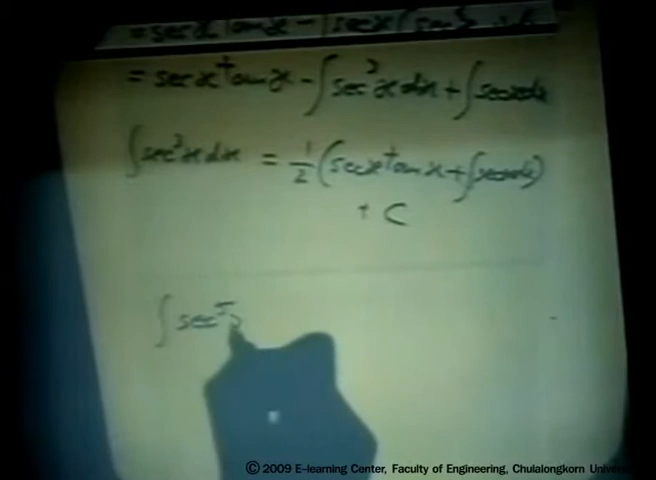 = sec x tan x - ∫sec³x dx + ∫sec x dx
∫sec³x dx = 1/2 (sec x tan x + ∫sec x dx)
+ C
∫sec⁵
© 2009 E-learning Center, Faculty of Engineering, Chulalongkorn Univer